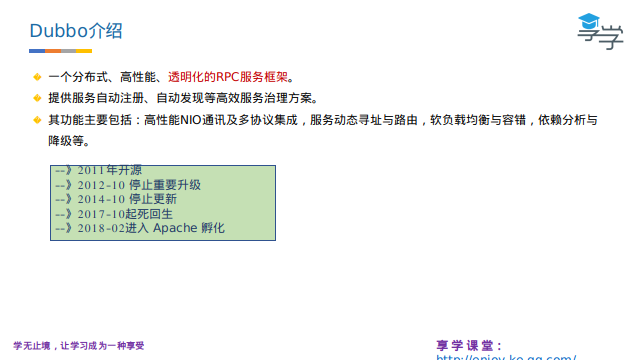 Dubbo介绍
享学
一个分布式、高性能、透明化的RPC服务框架。
提供服务自动注册、自动发现等高效服务治理方案。
其功能主要包括：高性能NIO通讯及多协议集成，服务动态寻址与路由，软负载均衡与容错，依赖分析与
降级等。
--》2011年开源
--》2012-10 停止重要升级
--》2014-10 停止更新
--》2017-10起死回生
--》2018-02进入 Apache 孵化
学无止境，让学习成为一种享受
享学课堂：
http://enjoy.ke.qq.com/